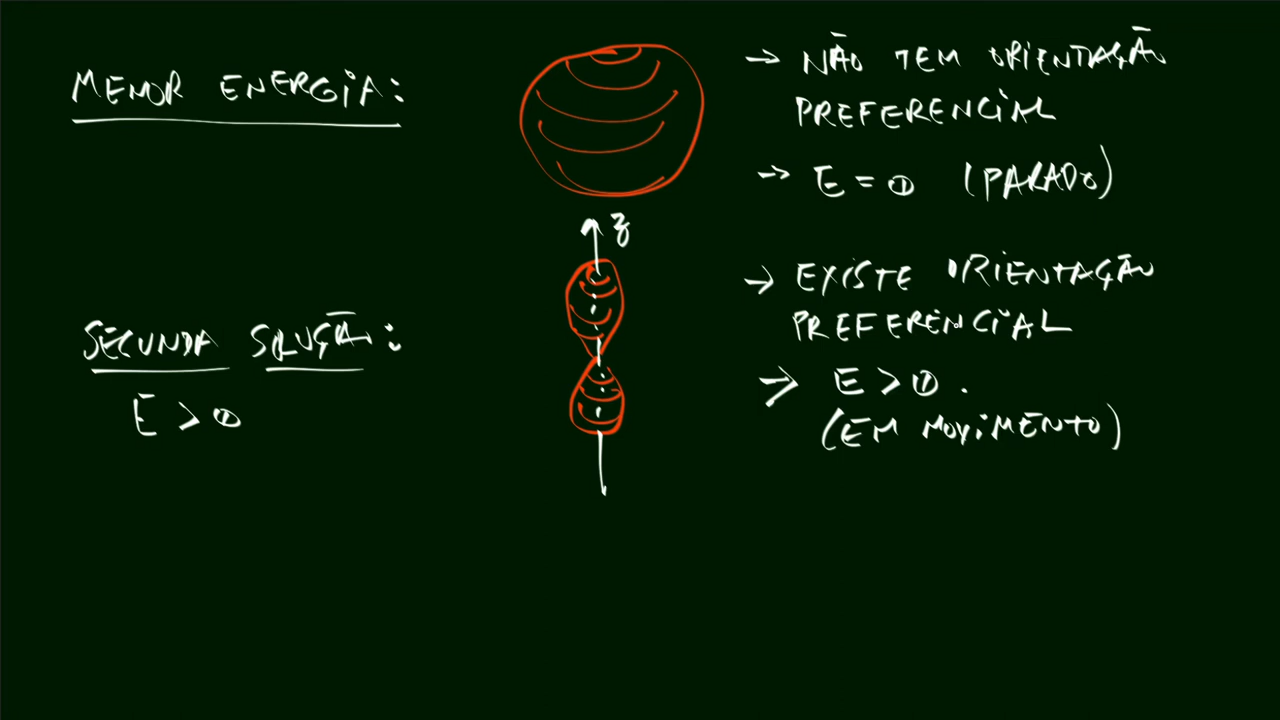 MENOR ENERGIA:
→ NÃO TEM ORIENTAÇÃO
PREFERENCIAL
→ E = 0 (PARADO)
z
SEGUNDA SOLUÇÃO:
E > 0
→ EXISTE ORIENTAÇÃO
PREFERENCIAL
→ E > 0.
(EM MOVIMENTO)